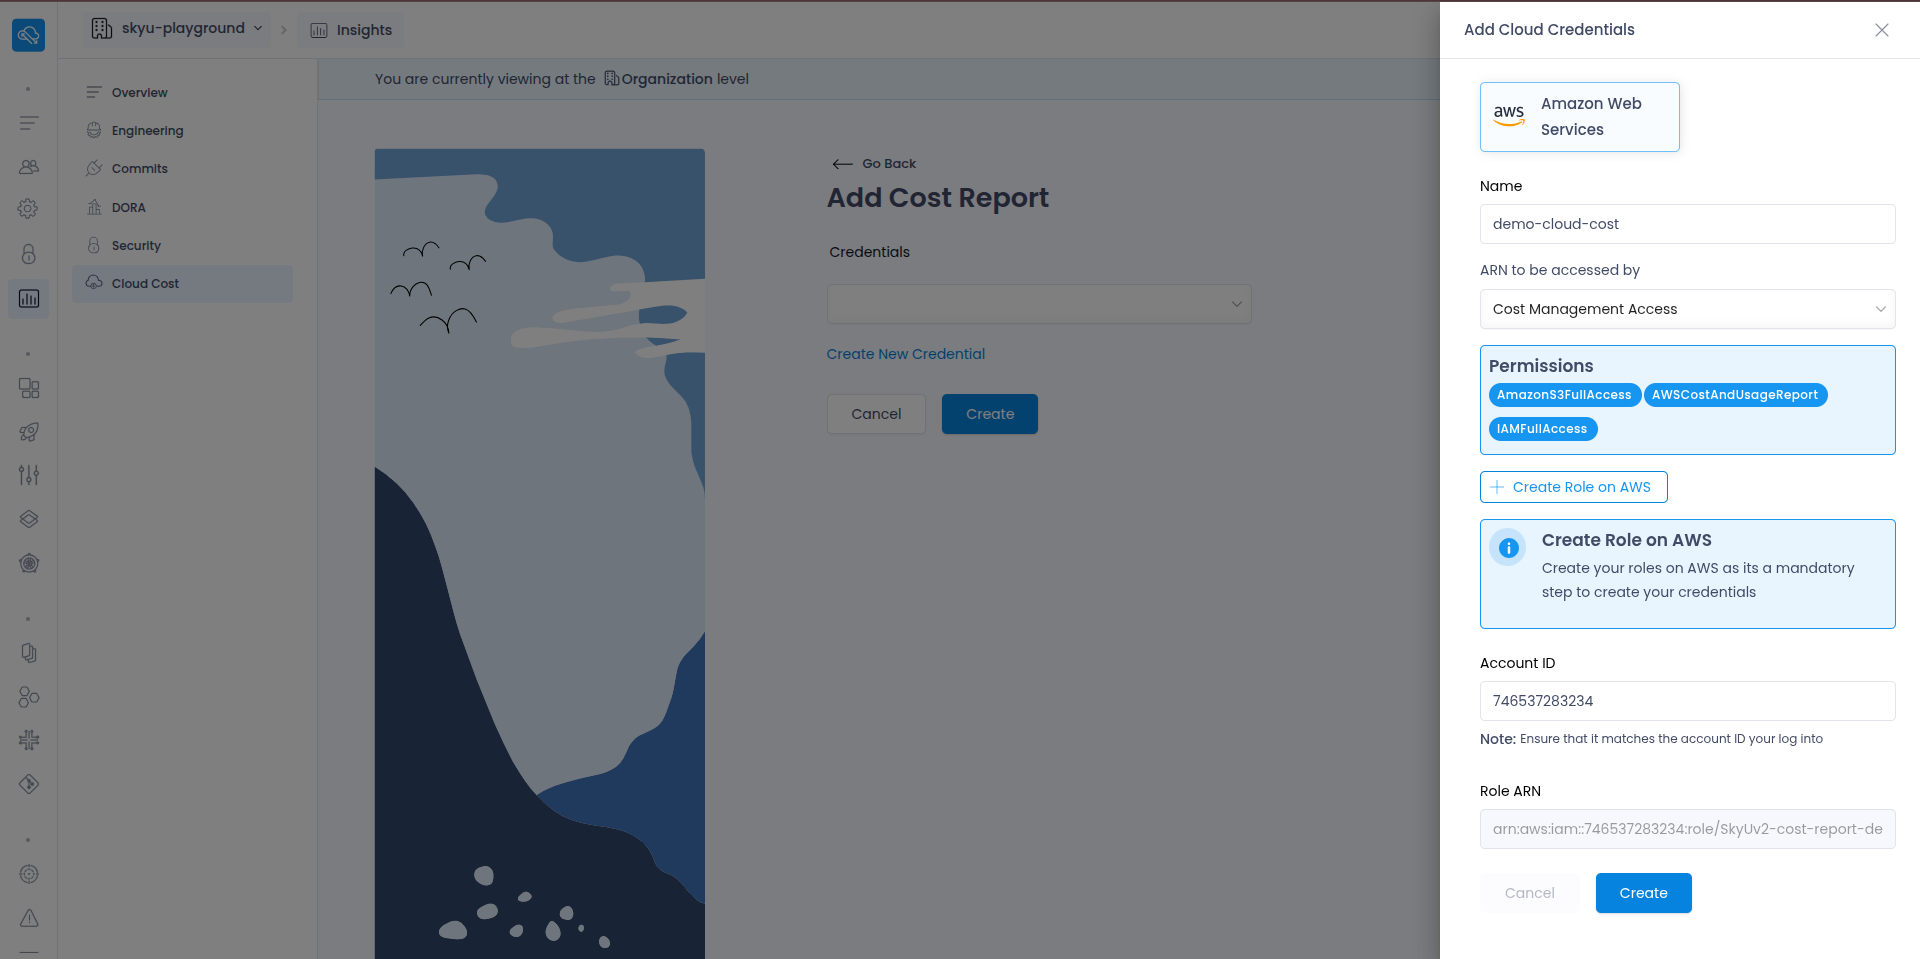 skyu-playground
Insights
You are currently viewing at the Organization level
Overview
Engineering
Commits
DORA
Security
Cloud Cost
Go Back
Add Cost Report
Credentials
Create New Credential
Cancel
Create
Add Cloud Credentials
aws
Amazon Web
Services
Name
demo-cloud-cost
ARN to be accessed by
Cost Management Access
Permissions
AmazonS3FullAccess AWSCostAndUsageReport
IAMFullAccess
Create Role on AWS
Create Role on AWS
Create your roles on AWS as its a mandatory
step to create your credentials
Account ID
746537283234
Note: Ensure that it matches the account ID your log into
Role ARN
arn:aws:iam::746537283234:role/SkyUv2-cost-report-de
Cancel
Create